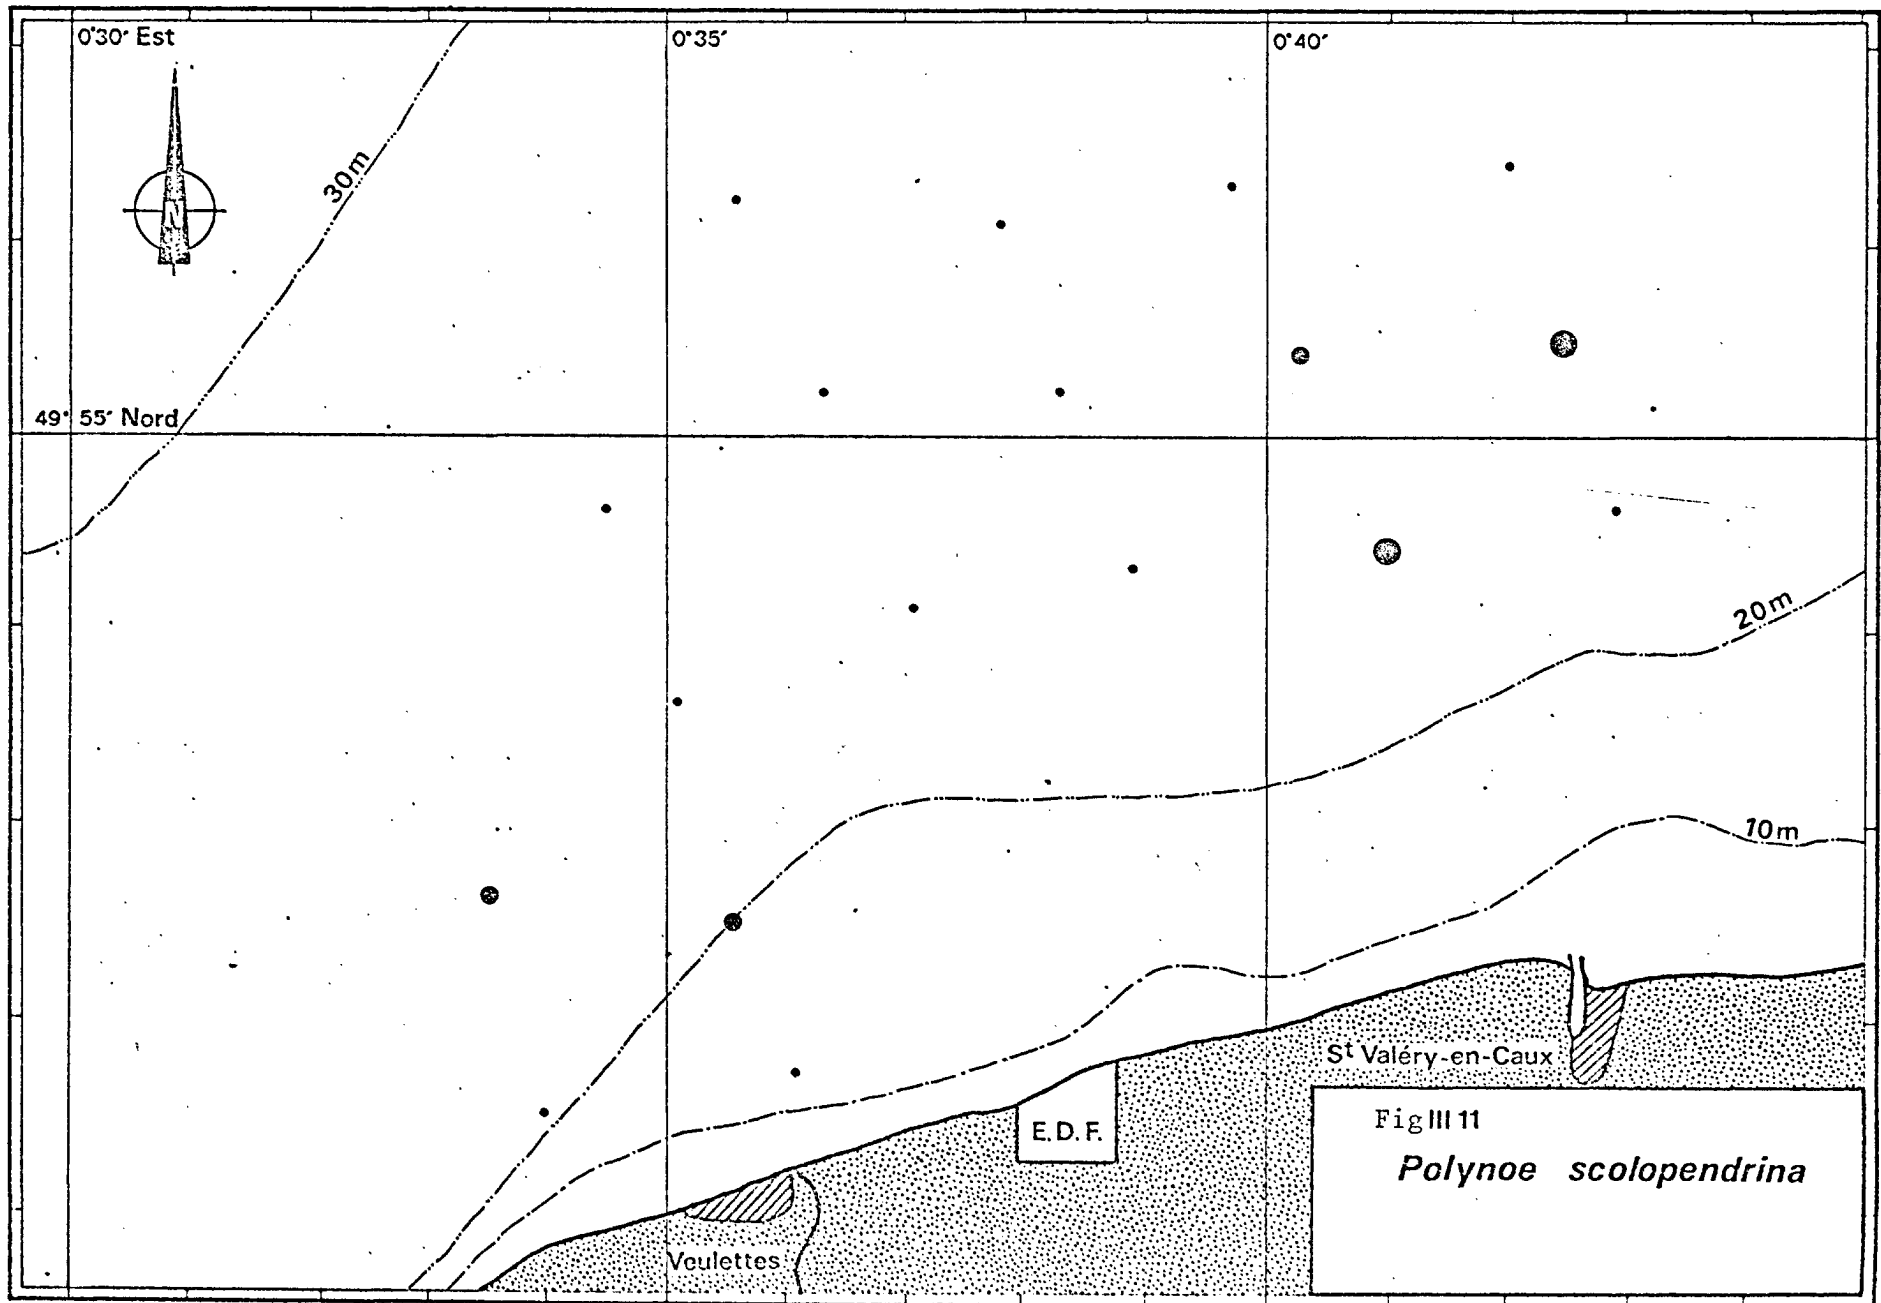 0°30′ Est
0°35′
0°40′
30m
N
49° 55′ Nord
20m
10m
St Valéry-en-Caux
E.D.F.
Veulettes
Fig III 11
Polynoe scolopendrina